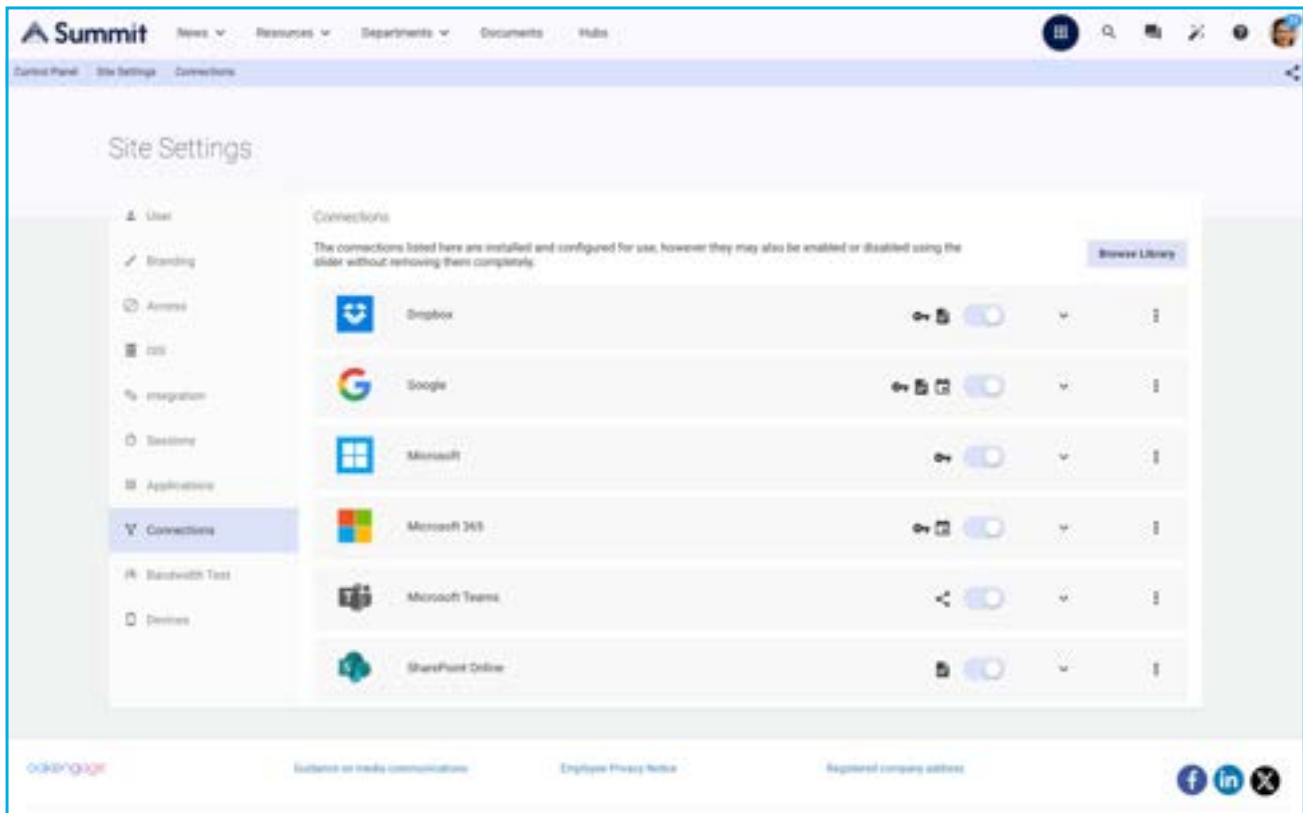 Summit News Resources Departments Documents Hubs
Control Panel Site Settings Connections
Site Settings
User
Branding
Access
Integration
Sessions
Applications
Connections
Bandwidth Test
Devices
Connections
The connections listed here are installed and configured for use, however they may also be enabled or disabled using the
slider without removing them completely.
Browse Library
Dropbox
Google
Microsoft
Microsoft 365
Microsoft Teams
SharePoint Online
oakengage
Guidance on media communications
Employee Privacy Notice
Registered company address